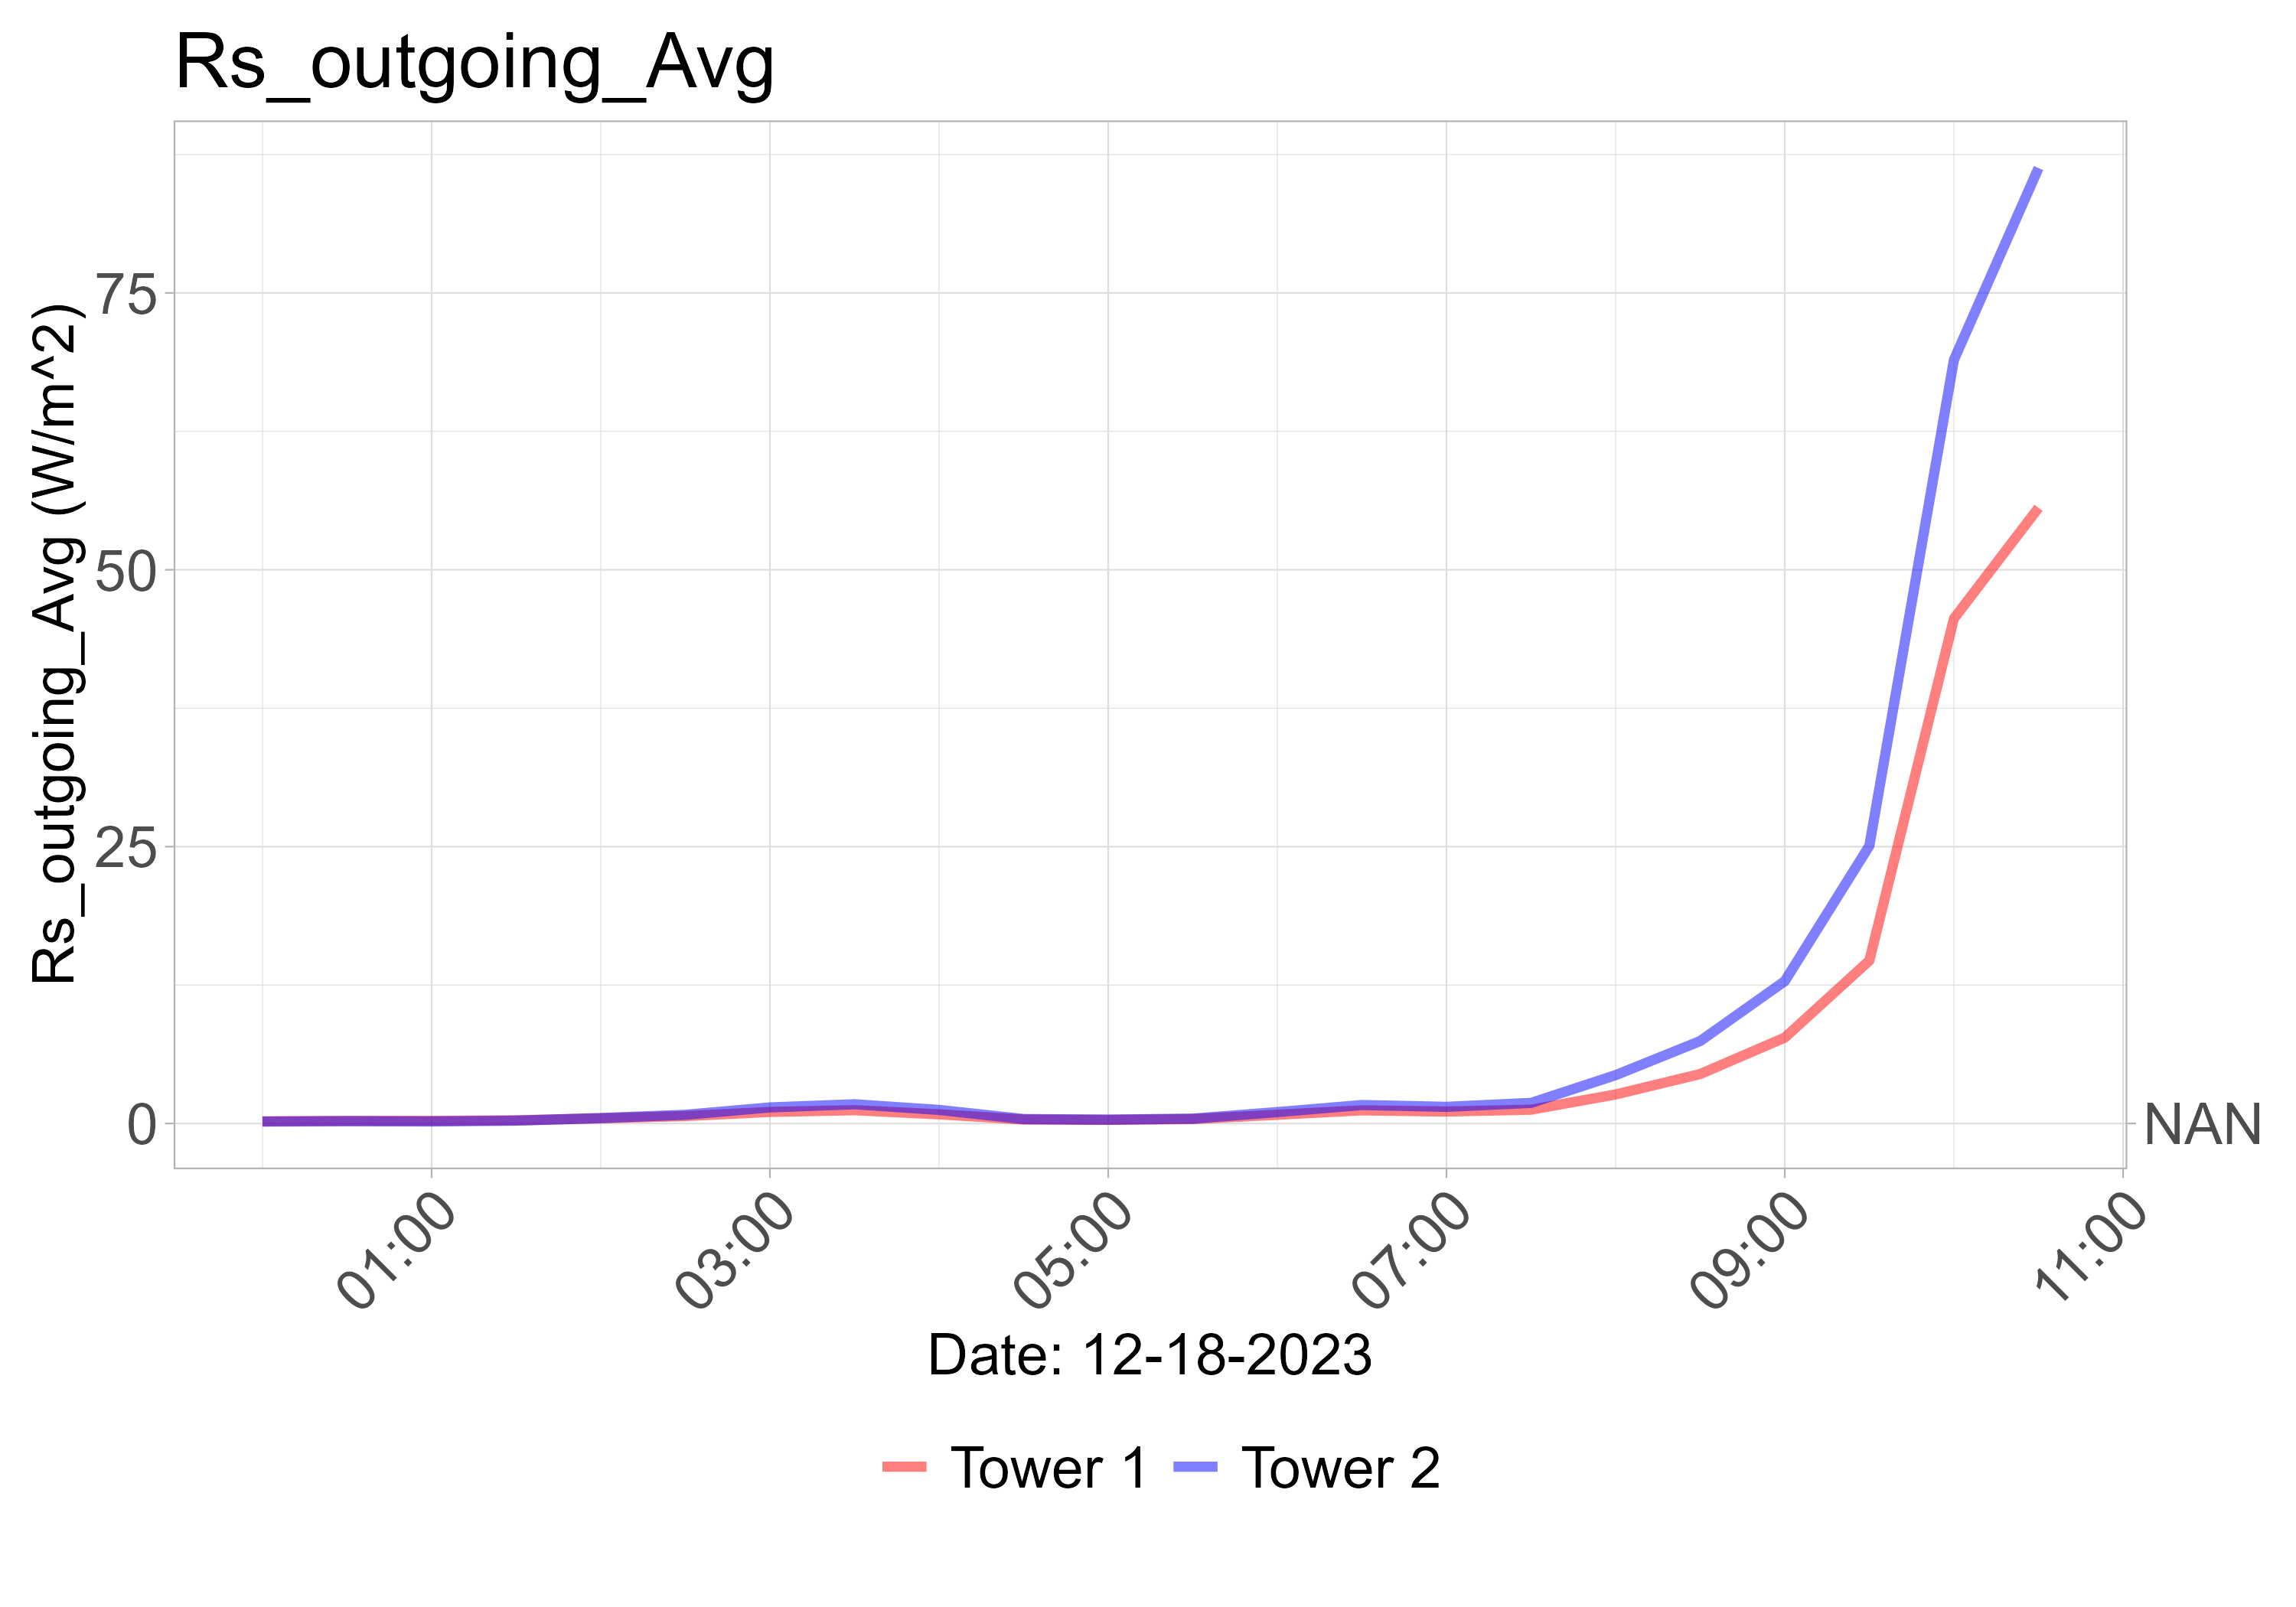 Rs_outgoing_Avg
Rs_outgoing_Avg (W/m^2)
75
50
25
0
NAN
01:00
03:00
05:00
07:00
09:00
11:00
Date: 12-18-2023
Tower 1
Tower 2